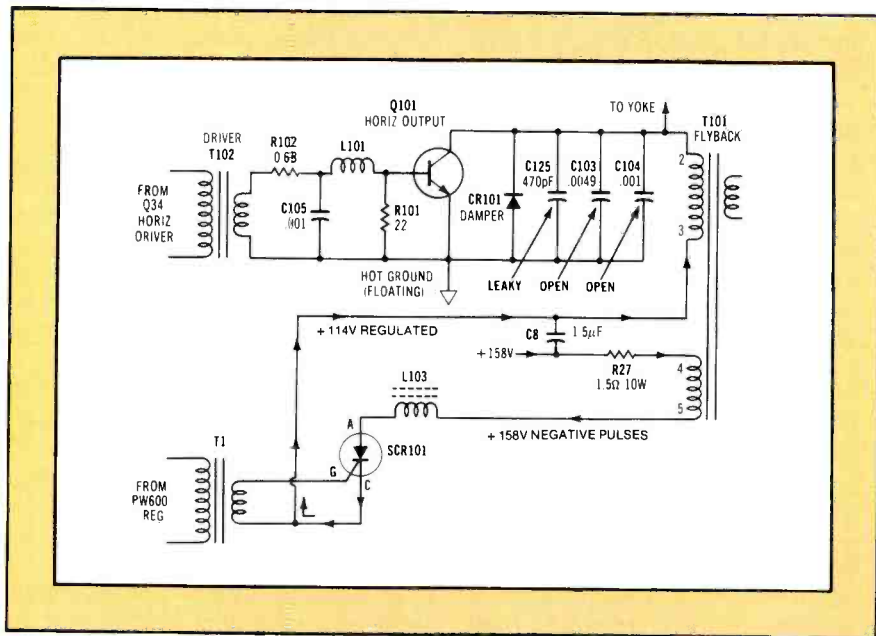 Q101
HORIZ OUTPUT
TO YOKE
T101
FLYBACK
DRIVER
T102
R102
0 68
L101
C125
470pF
C103
.0049
C104
.001
2
3
FROM
Q34
HORIZ
DRIVER
C105
.001
R101
22
CR101
DAMPER
HOT GROUND
(FLOATING)
LEAKY
OPEN
OPEN
+114V REGULATED
C8
1 5µF
+158V
R27
1.5Ω 10W
4
5
L103
+158V NEGATIVE PULSES
A
SCR101
G
C
T1
FROM
PW600
REG